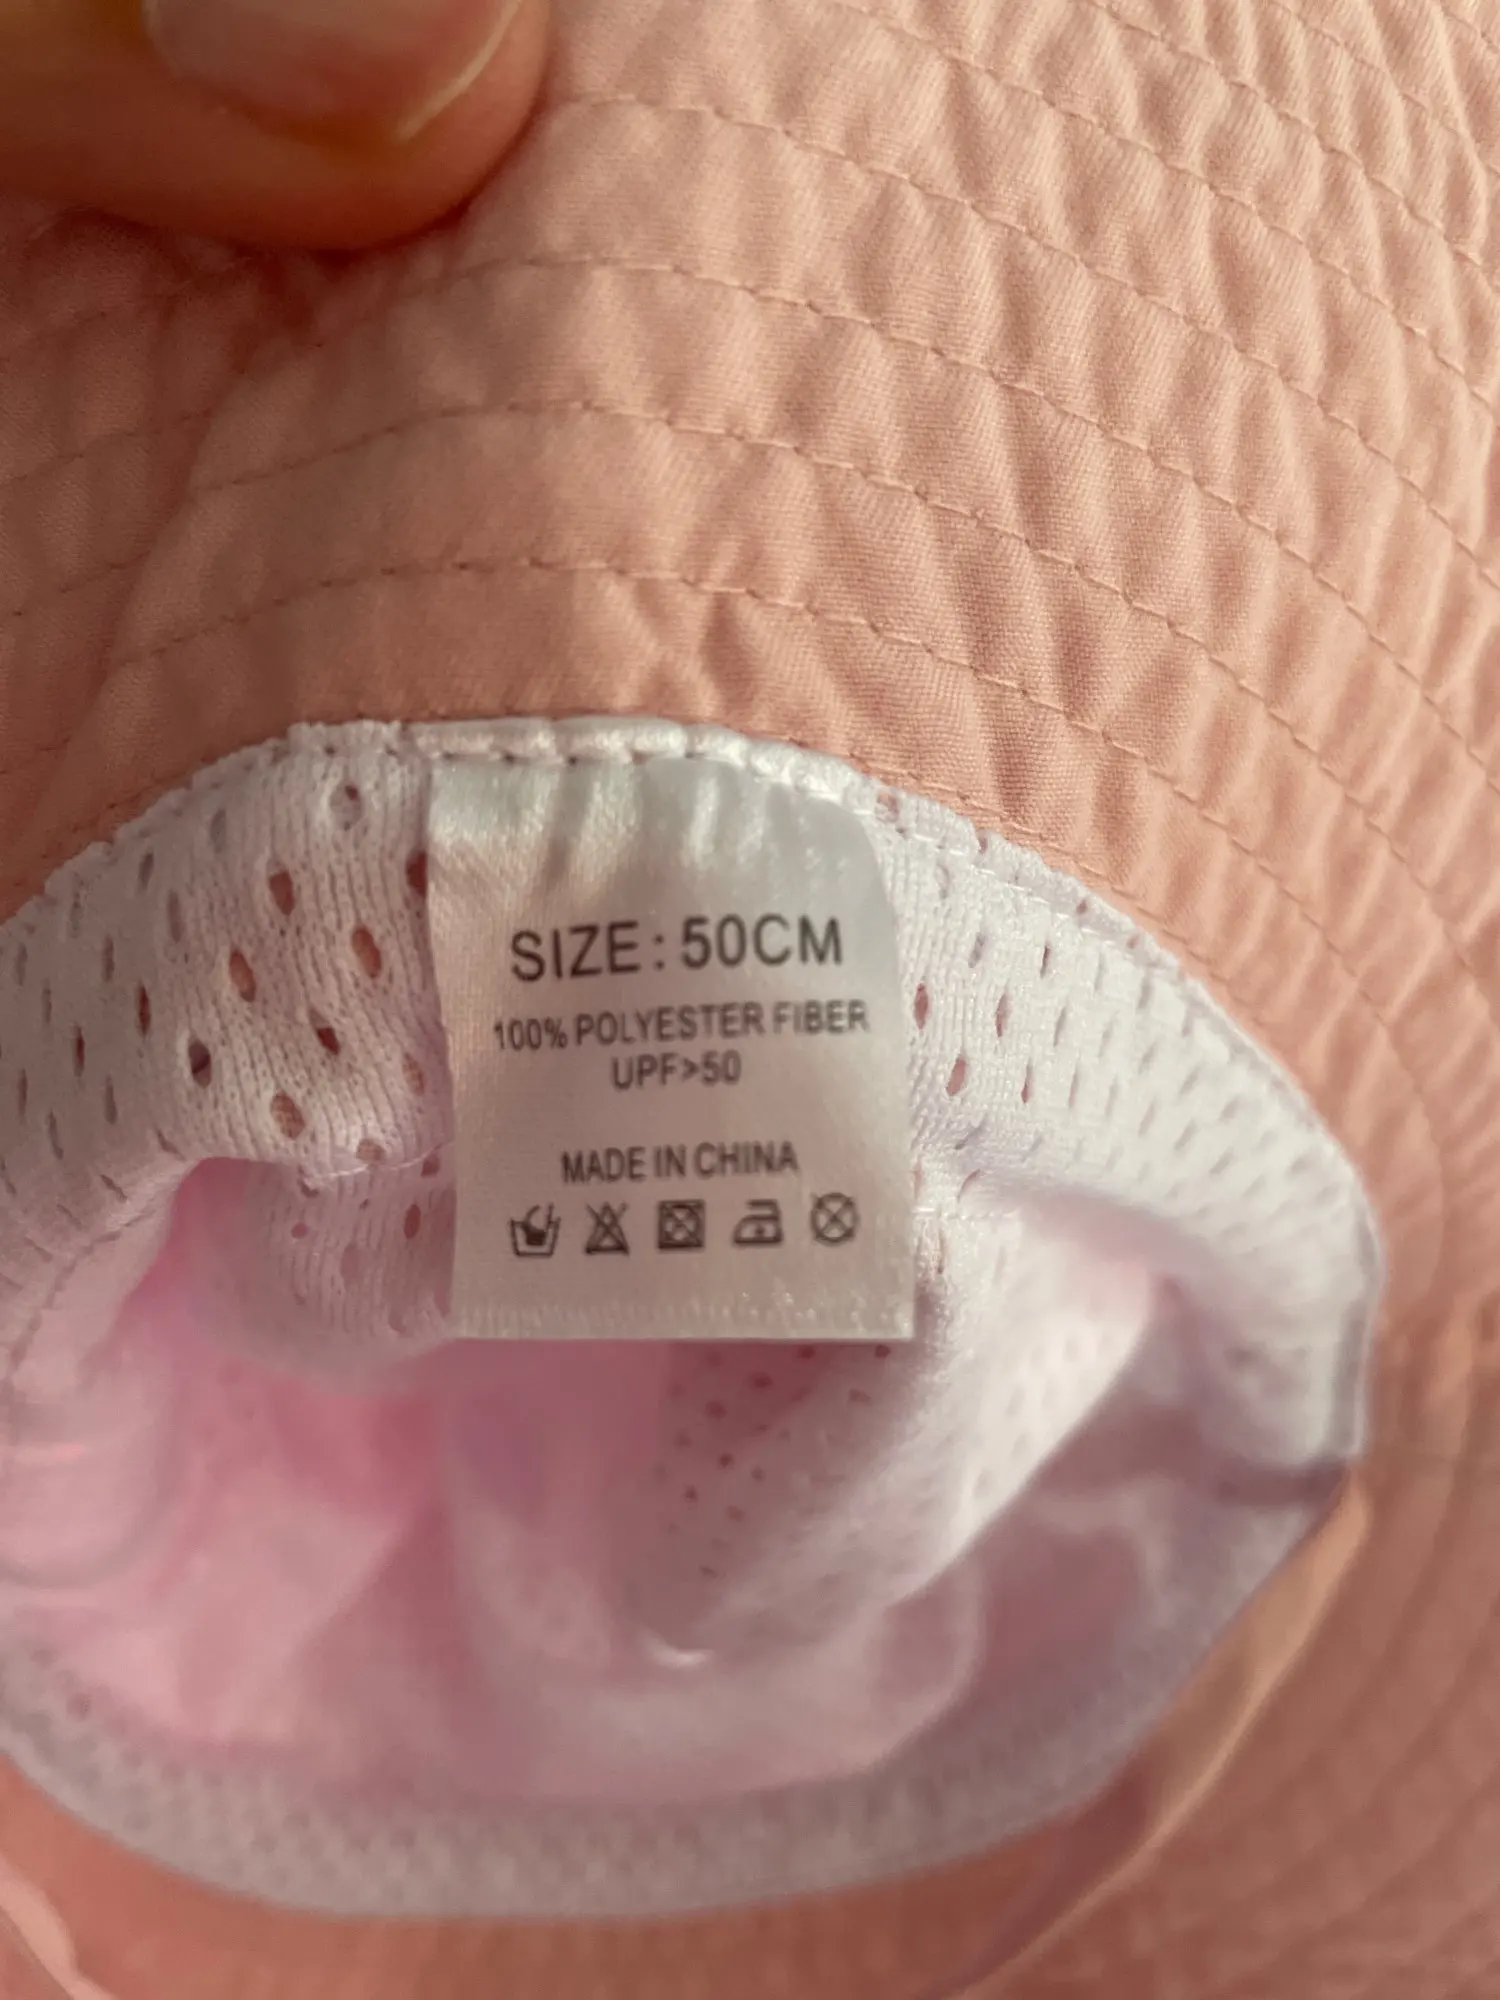 SIZE: 50CM
100% POLYESTER FIBER
UPF>50
MADE IN CHINA